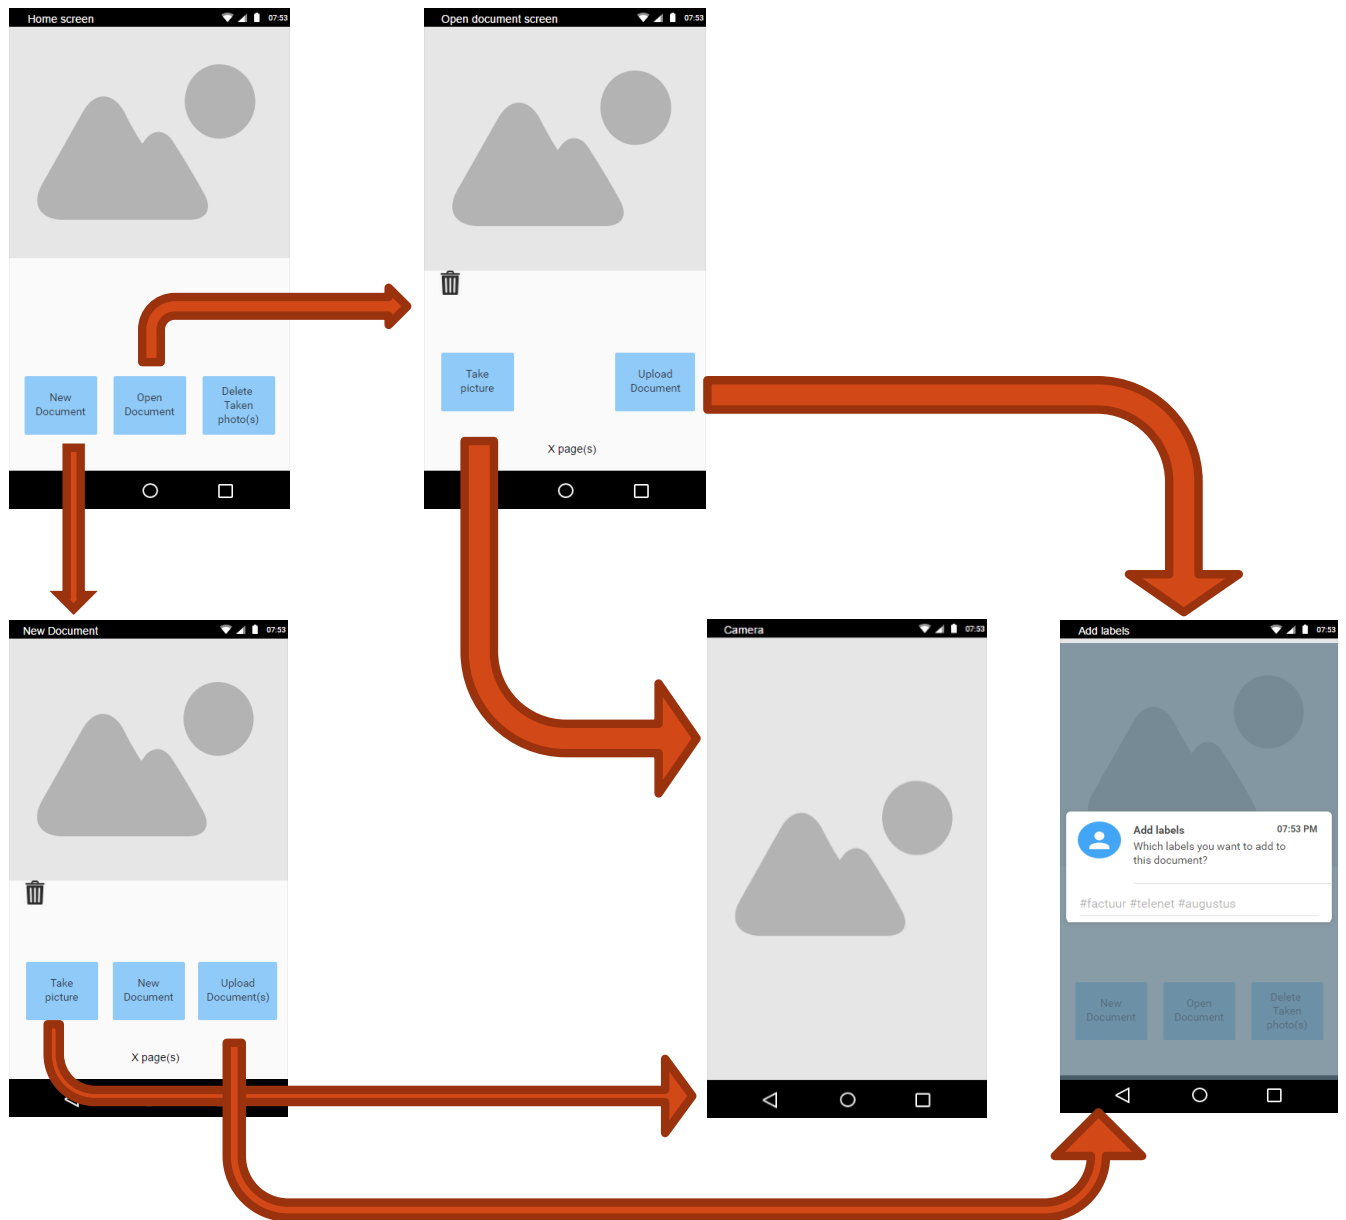 Home screen
07:53
New
Document
Open
Document
Delete
Taken
photo(s)
Open document screen
07:53
Take
picture
Upload
Document
X page(s)
New Document
07:53
Take
picture
New
Document
Upload
Document(s)
X page(s)
Camera
07:53
Add labels
07:53
Add labels
07:53 PM
Which labels you want to add to
this document?
#factuur #telenet #augustus
New
Document
Open
Document
Delete
Taken
photo(s)